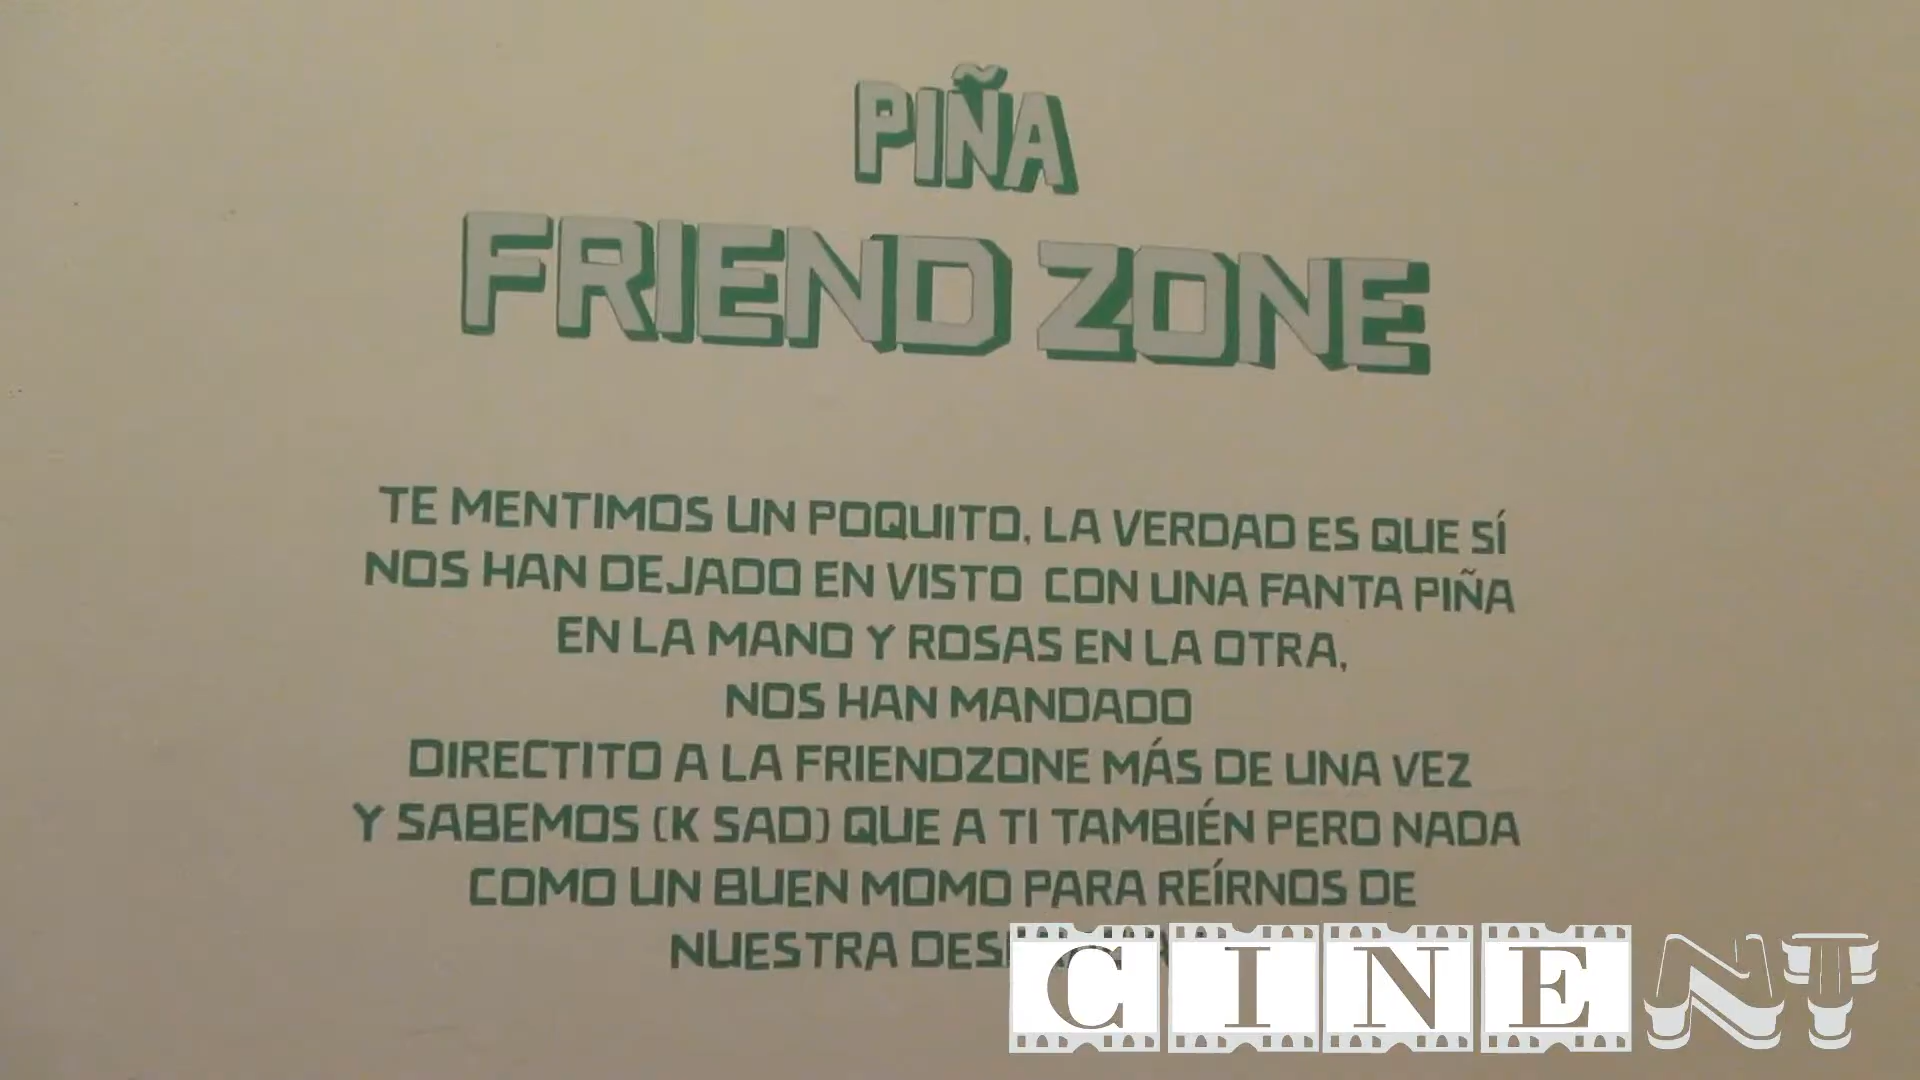 PIÑA
FRIEND ZONE
TE MENTIMOS UN POQUITO, LA VERDAD ES QUE SÍ
NOS HAN DEJADO EN VISTO CON UNA FANTA PIÑA
EN LA MANO Y ROSAS EN LA OTRA,
NOS HAN MANDADO
DIRECTITO A LA FRIENDZONE MÁS DE UNA VEZ
Y SABEMOS (K SAD) QUE A TI TAMBIÉN PERO NADA
COMO UN BUEN MOMO PARA REÍRNOS DE
NUESTRA
CINENT